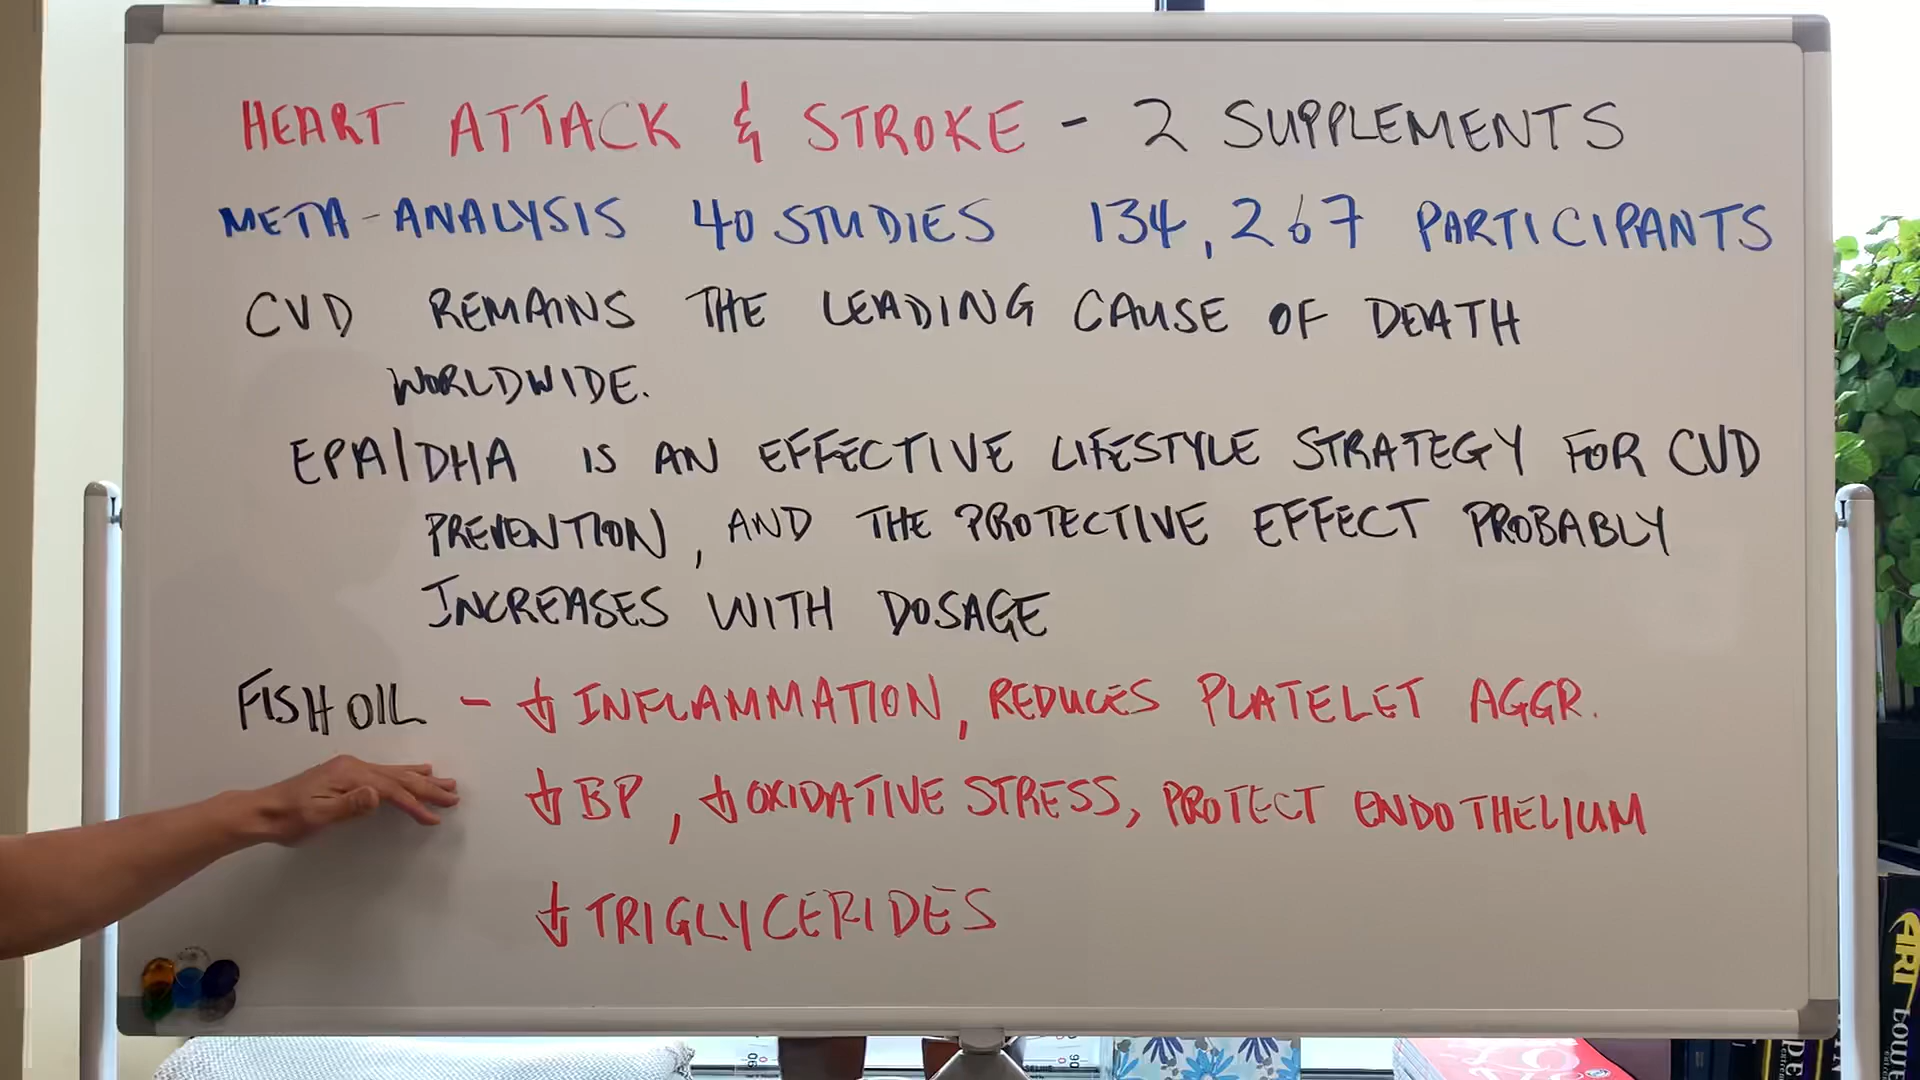 HEART ATTACK & STROKE - 2 SUPPLEMENTS
META-ANALYSIS 40 STUDIES 134,267 PARTICIPANTS
CVD REMAINS THE LEADING CAUSE OF DEATH
WORLDWIDE.
EPA/DHA IS AN EFFECTIVE LIFESTYLE STRATEGY FOR CVD
PREVENTION, AND THE PROTECTIVE EFFECT PROBABLY
INCREASES WITH DOSAGE
FISH OIL - ↓ INFLAMMATION, REDUCES PLATELET AGGR.
↓ BP, ↓ OXIDATIVE STRESS, PROTECT ENDOTHELIUM
↓ TRIGLYCERIDES
ART